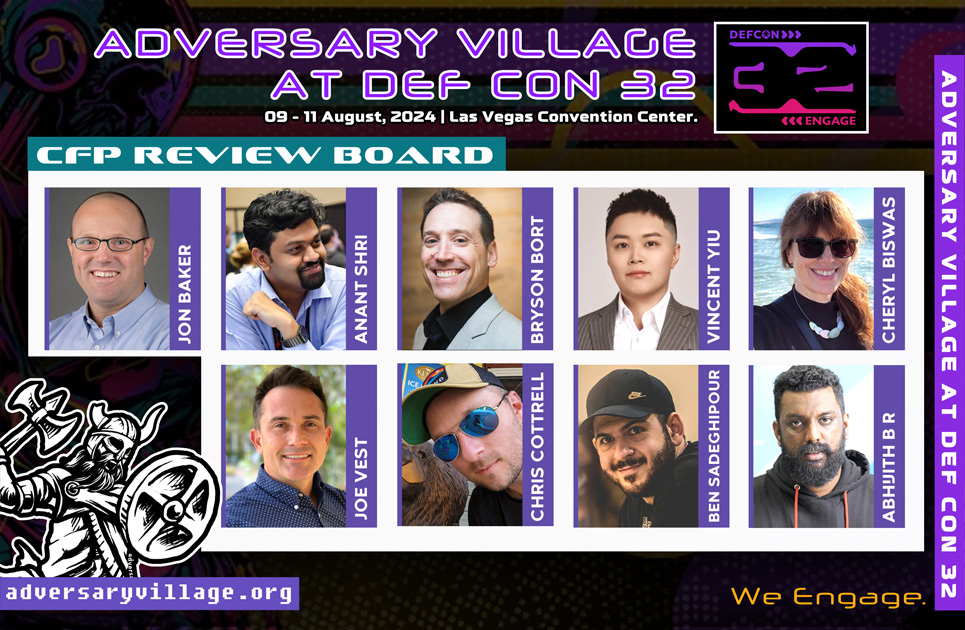 ADVERSARY VILLAGE
AT DEF CON 32
09 - 11 August, 2024 | Las Vegas Convention Center.
DEFCON
ENGAGE
CFP REVIEW BOARD
JON BAKER
ANANT SHRI
BRYSON BORT
VINCENT YIU
CHERYL BISWAS
JOE VEST
CHRIS COTTRELL
BEN SADEGHIPOUR
ABHIJITH B R
ADVERSARY VILLAGE AT DEF CON 32
adversaryvillage.org
We Engage.